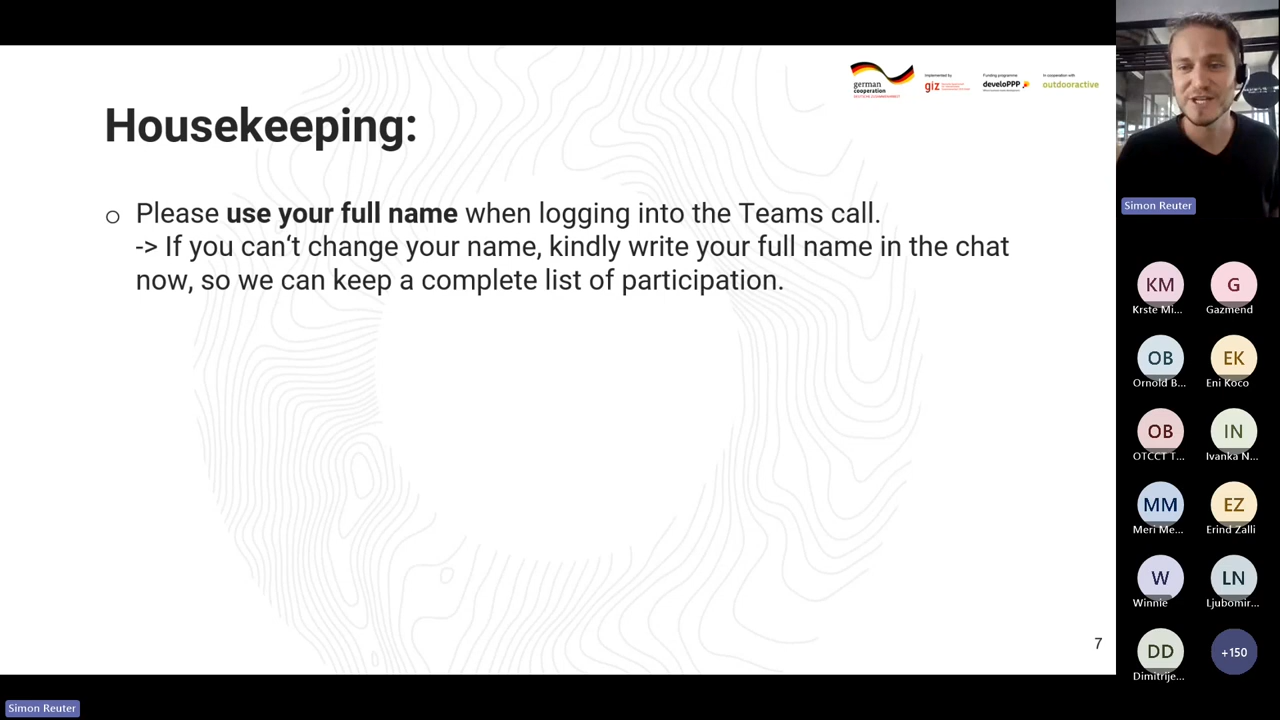 german
cooperation
DEUTSCHE ZUSAMMENARBEIT
Implemented by
giz
Funding programme
develoPPP
In cooperation with
outdooractive
Housekeeping:
○ Please use your full name when logging into the Teams call.
-> If you can‘t change your name, kindly write your full name in the chat
now, so we can keep a complete list of participation.
7
Simon Reuter
Simon Reuter
KM
G
Krste Mi...
Gazmend
OB
EK
Ornold B...
Eni Koco
OB
IN
OTCCT T...
Ivanka N...
MM
EZ
Meri Me...
Erind Zalli
W
LN
Winnie
Ljubomir...
DD
+150
Dimitrije...